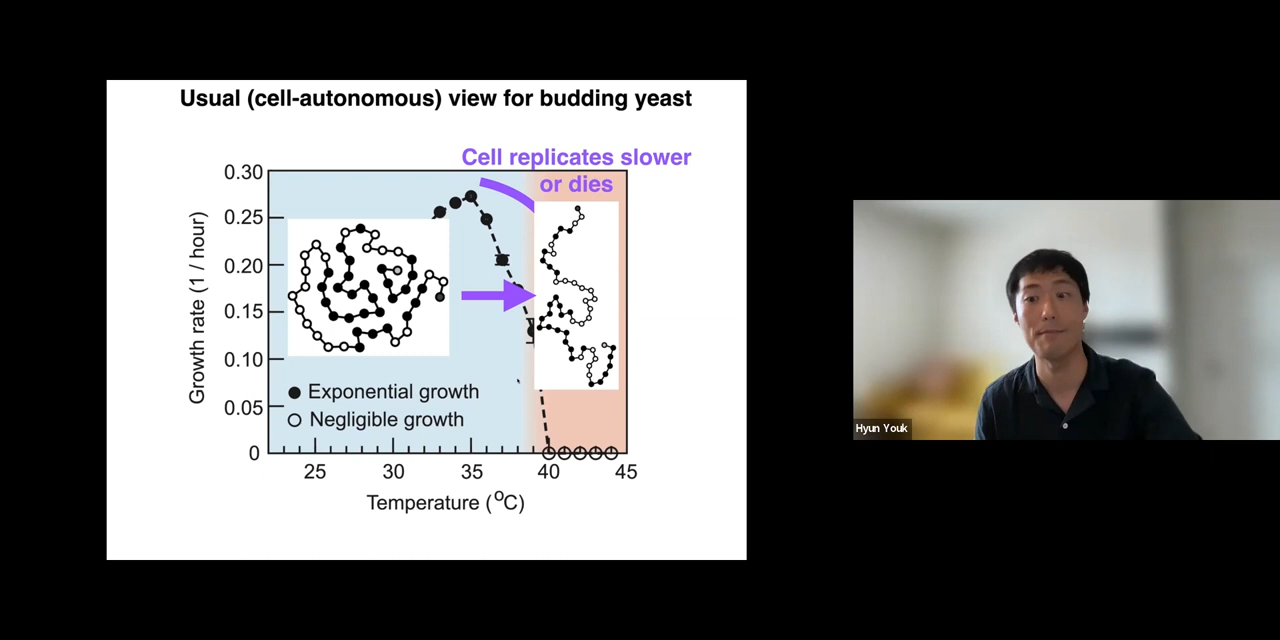 Usual (cell-autonomous) view for budding yeast
Cell replicates slower
or dies
0.30
0.25
0.20
0.15
0.10
0.05
0
Growth rate (1 / hour)
Exponential growth
Negligible growth
25
30
35
40
45
Temperature (°C)
Hyun Youk